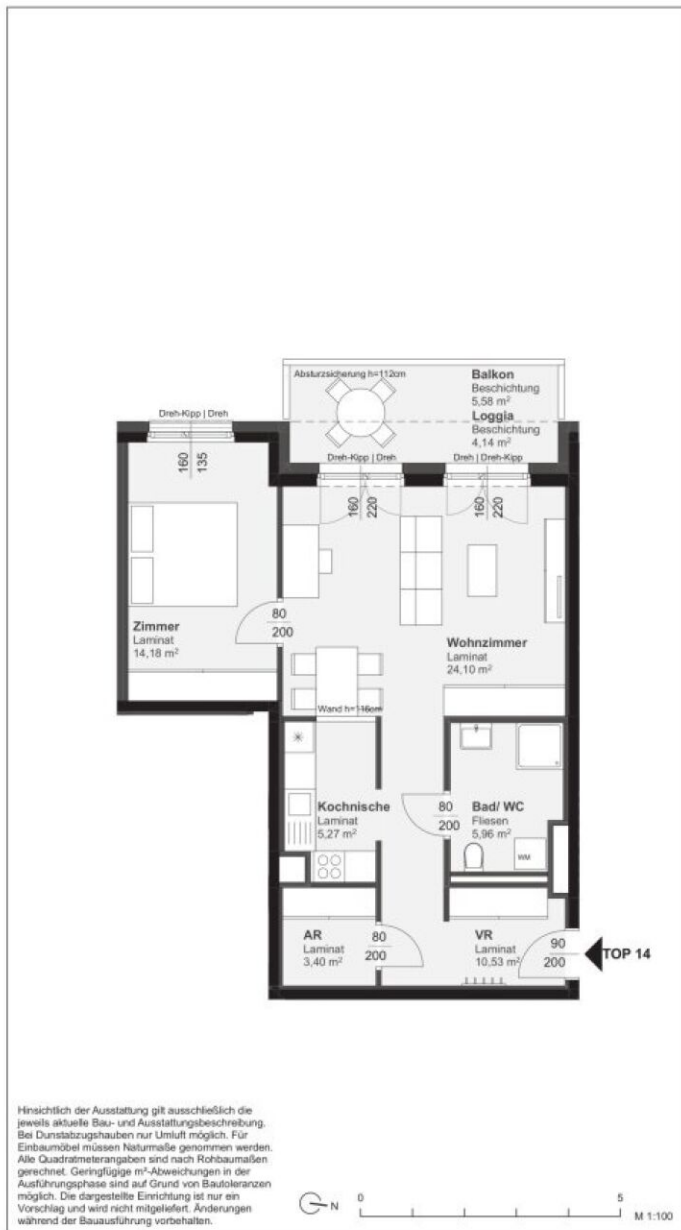 Absturzsicherung h=112cm
Balkon
Beschichtung
5,58 m²
Loggia
Beschichtung
4,14 m²
Dreh-Kipp | Dreh
160
135
Dreh-Kipp | Dreh
160
220
Dreh | Dreh-Kipp
160
220
Zimmer
Laminat
14,18 m²
80
200
Wohnzimmer
Laminat
24,10 m²
Wand h=116cm
Kochnische
Laminat
5,27 m²
80
200
Bad/ WC
Fliesen
5,96 m²
WM
AR
Laminat
3,40 m²
80
200
VR
Laminat
10,53 m²
90
200
TOP 14
Hinsichtlich der Ausstattung gilt ausschließlich die
jeweils aktuelle Bau- und Ausstattungsbeschreibung.
Bei Dunstabzugshauben nur Umluft möglich. Für
Einbaumöbel müssen Naturmaße genommen werden.
Alle Quadratmeterangaben sind nach Rohbaumaßen
gerechnet. Geringfügige m²-Abweichungen in der
Ausführungsphase sind auf Grund von Bautoleranzen
möglich. Die dargestellte Einrichtung ist nur ein
Vorschlag und wird nicht mitgeliefert. Änderungen
während der Bauausführung vorbehalten.
N
0
5
M 1:100